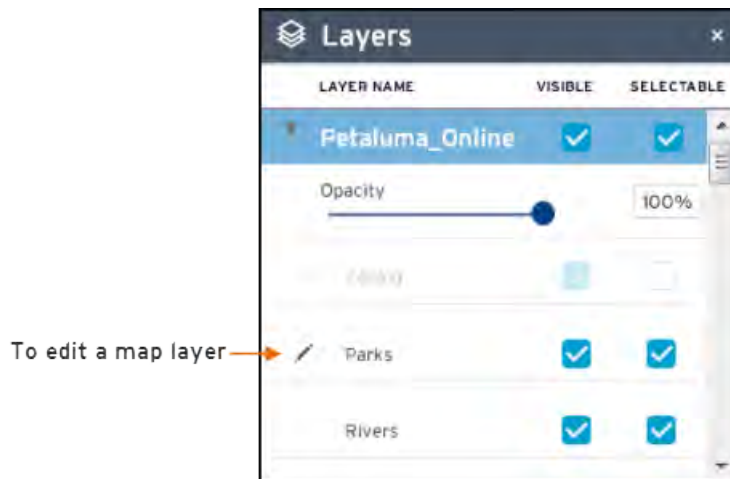 Layers
LAYER NAME VISIBLE SELECTABLE
Petaluma_Online
Opacity
100%
To edit a map layer
Parks
Rivers